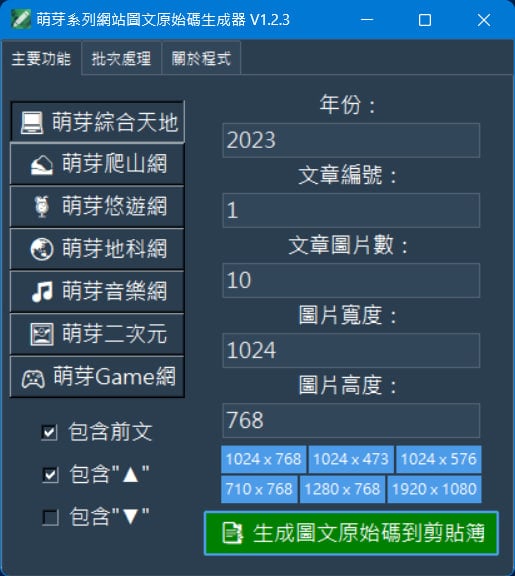 萌芽系列網站圖文原始碼生成器 V1.2.3
主要功能 批次處理 關於程式
萌芽綜合天地
萌芽爬山網
萌芽悠遊網
萌芽地科網
萌芽音樂網
萌芽二次元
萌芽Game網
包含前文
包含"▲"
包含"▼"
年份：
2023
文章編號：
1
文章圖片數：
10
圖片寬度：
1024
圖片高度：
768
1024 x 768 1024 x 473 1024 x 576
710 x 768 1280 x 768 1920 x 1080
生成圖文原始碼到剪貼簿